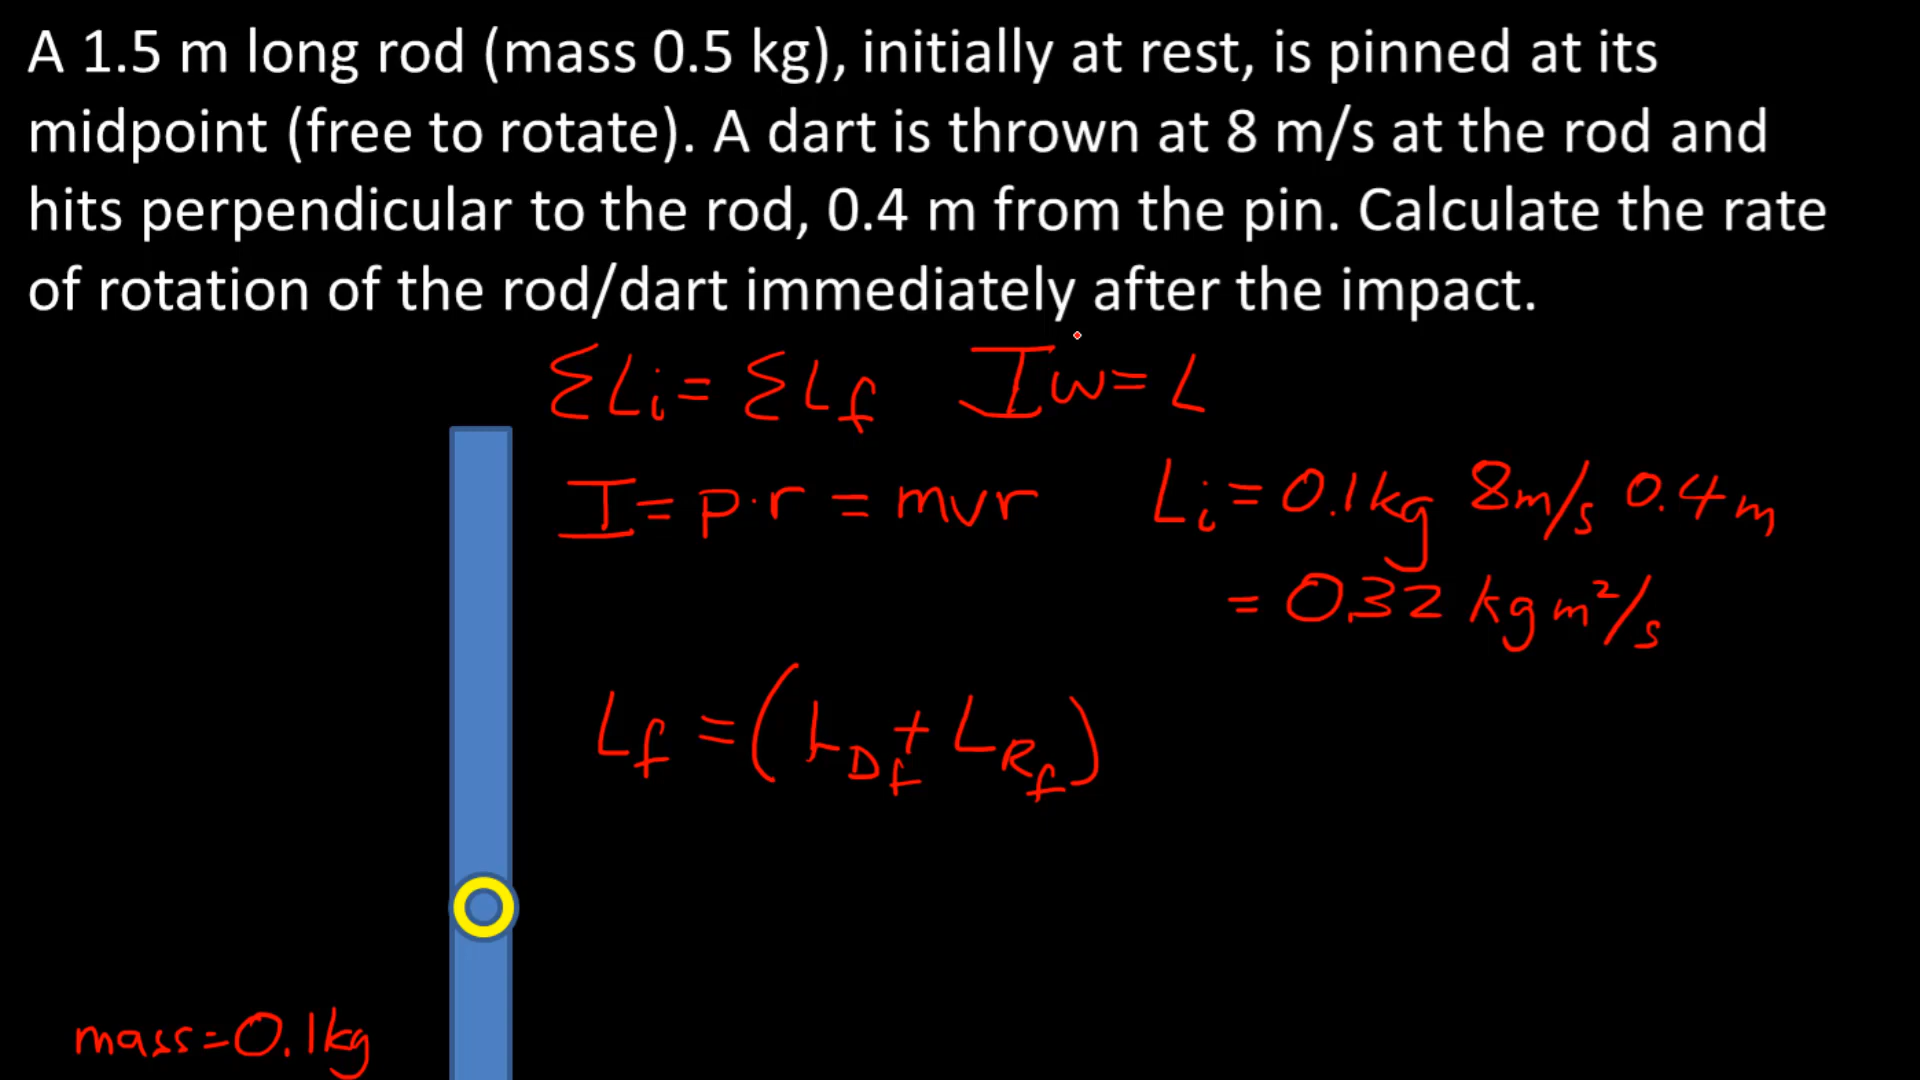 A 1.5 m long rod (mass 0.5 kg), initially at rest, is pinned at its
midpoint (free to rotate). A dart is thrown at 8 m/s at the rod and
hits perpendicular to the rod, 0.4 m from the pin. Calculate the rate
of rotation of the rod/dart immediately after the impact.
ΣLi = ΣLf Iω = L
I = p·r = mvr Li = 0.1kg 8m/s 0.4m
= 0.32 kg m²/s
Lf = (LDf + LRf)
mass=0.1kg